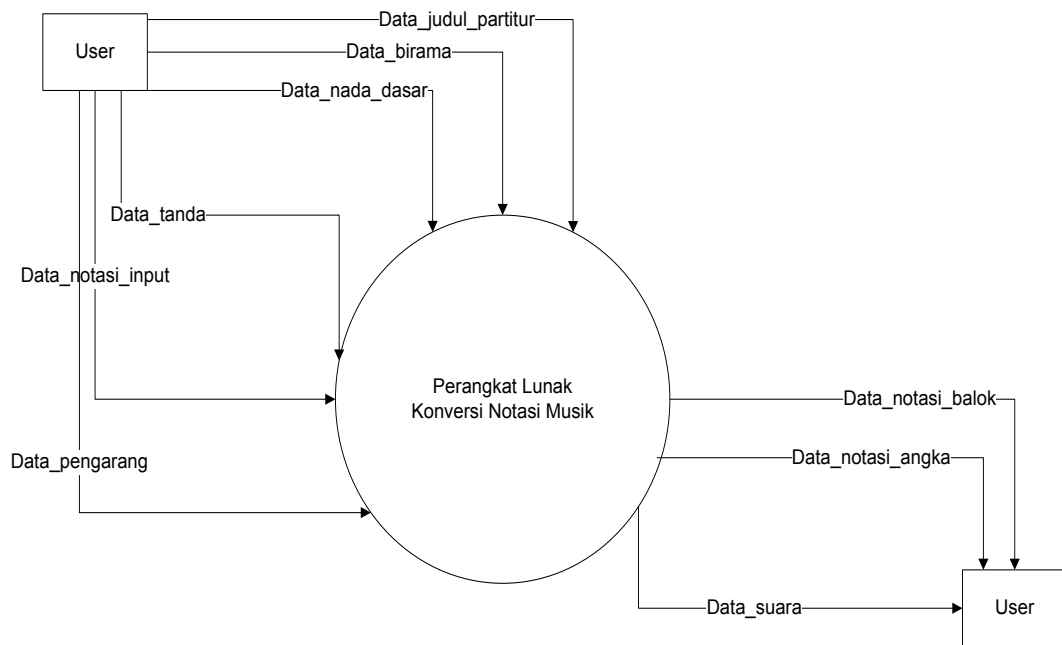 Data_judul_partitur
User
Data_birama
Data_nada_dasar
Data_tanda
Data_notasi_input
Perangkat Lunak
Konversi Notasi Musik
Data_notasi_balok
Data_notasi_angka
Data_pengarang
Data_suara
User